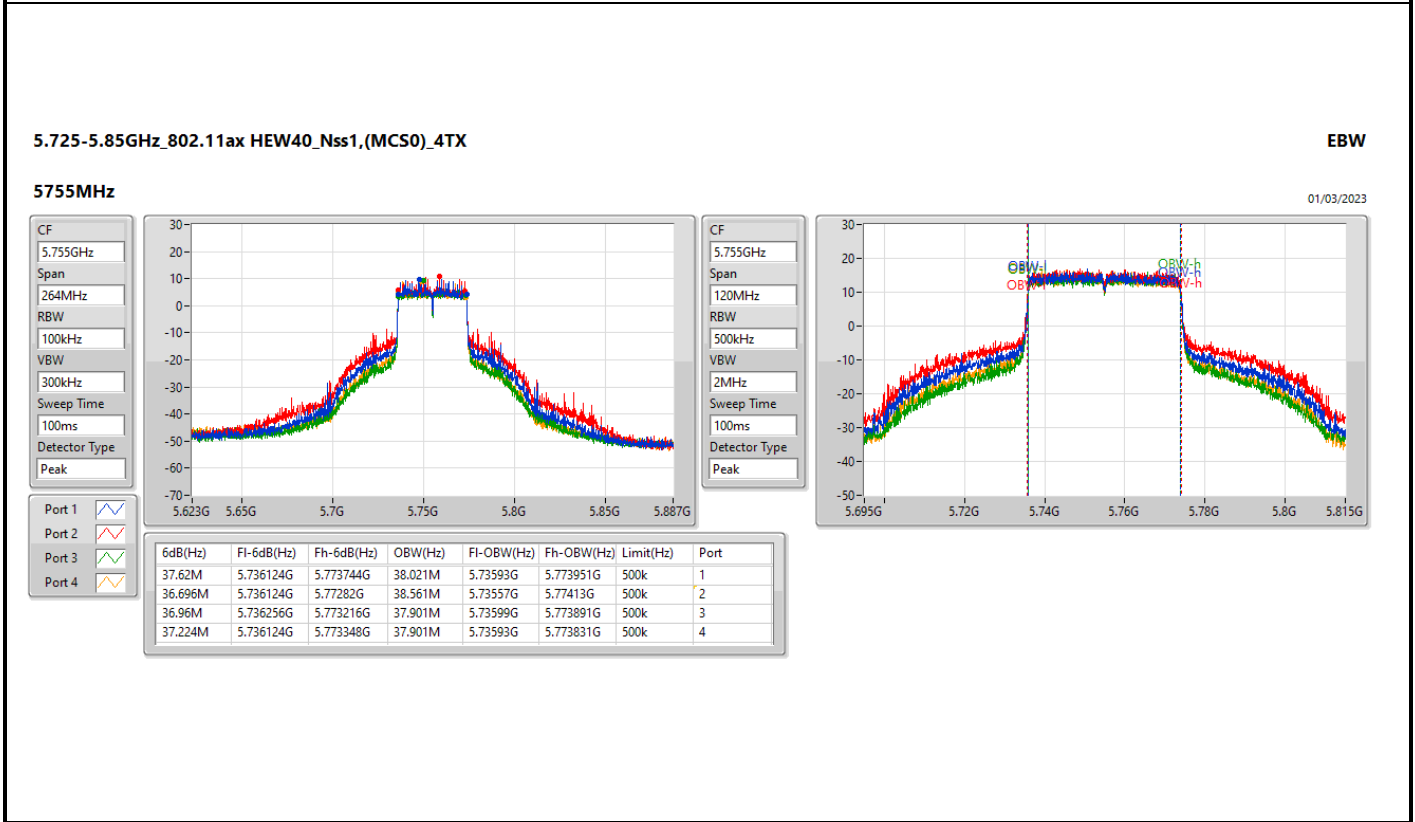 5.725-5.85GHz_802.11ax HEW40_Nss1,(MCS0)_4TX
EBW
5755MHz
01/03/2023
CF
5.755GHz
Span
264MHz
RBW
100kHz
VBW
300kHz
Sweep Time
100ms
Detector Type
Peak
30
20
10
0
-10
-20
-30
-40
-50
-60
-70
5.623G 5.65G 5.7G 5.75G 5.8G 5.85G 5.887G
CF
5.755GHz
Span
120MHz
RBW
500kHz
VBW
2MHz
Sweep Time
100ms
Detector Type
Peak
30
20
10
0
-10
-20
-30
-40
-50
OBW-h
OBW-h
OBW-h
5.695G 5.72G 5.74G 5.76G 5.78G 5.8G 5.815G
Port 1
Port 2
Port 3
Port 4
6dB(Hz) Fl-6dB(Hz) Fh-6dB(Hz) OBW(Hz) Fl-OBW(Hz) Fh-OBW(Hz) Limit(Hz) Port
37.62M 5.736124G 5.773744G 38.021M 5.73593G 5.773951G 500k 1
36.696M 5.736124G 5.77282G 38.561M 5.73557G 5.77413G 500k 2
36.96M 5.736256G 5.773216G 37.901M 5.73599G 5.773891G 500k 3
37.224M 5.736124G 5.773348G 37.901M 5.73593G 5.773831G 500k 4